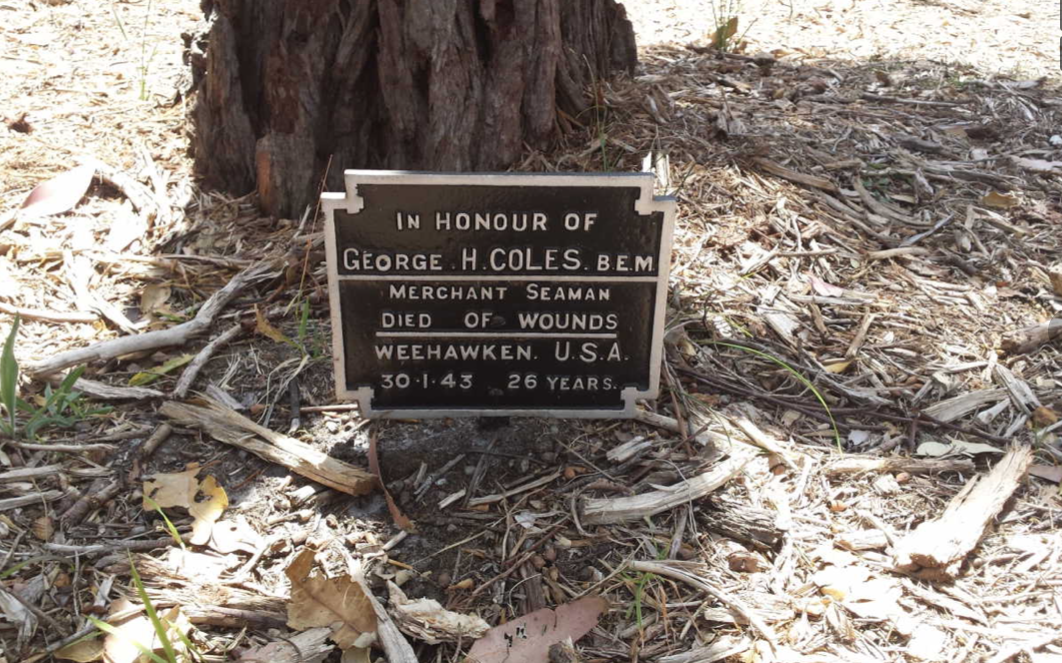 IN HONOUR OF
GEORGE . H. COLES. B.E.M
MERCHANT SEAMAN
DIED OF WOUNDS
WEEHAWKEN. U.S.A.
30·1·43 26 YEARS.